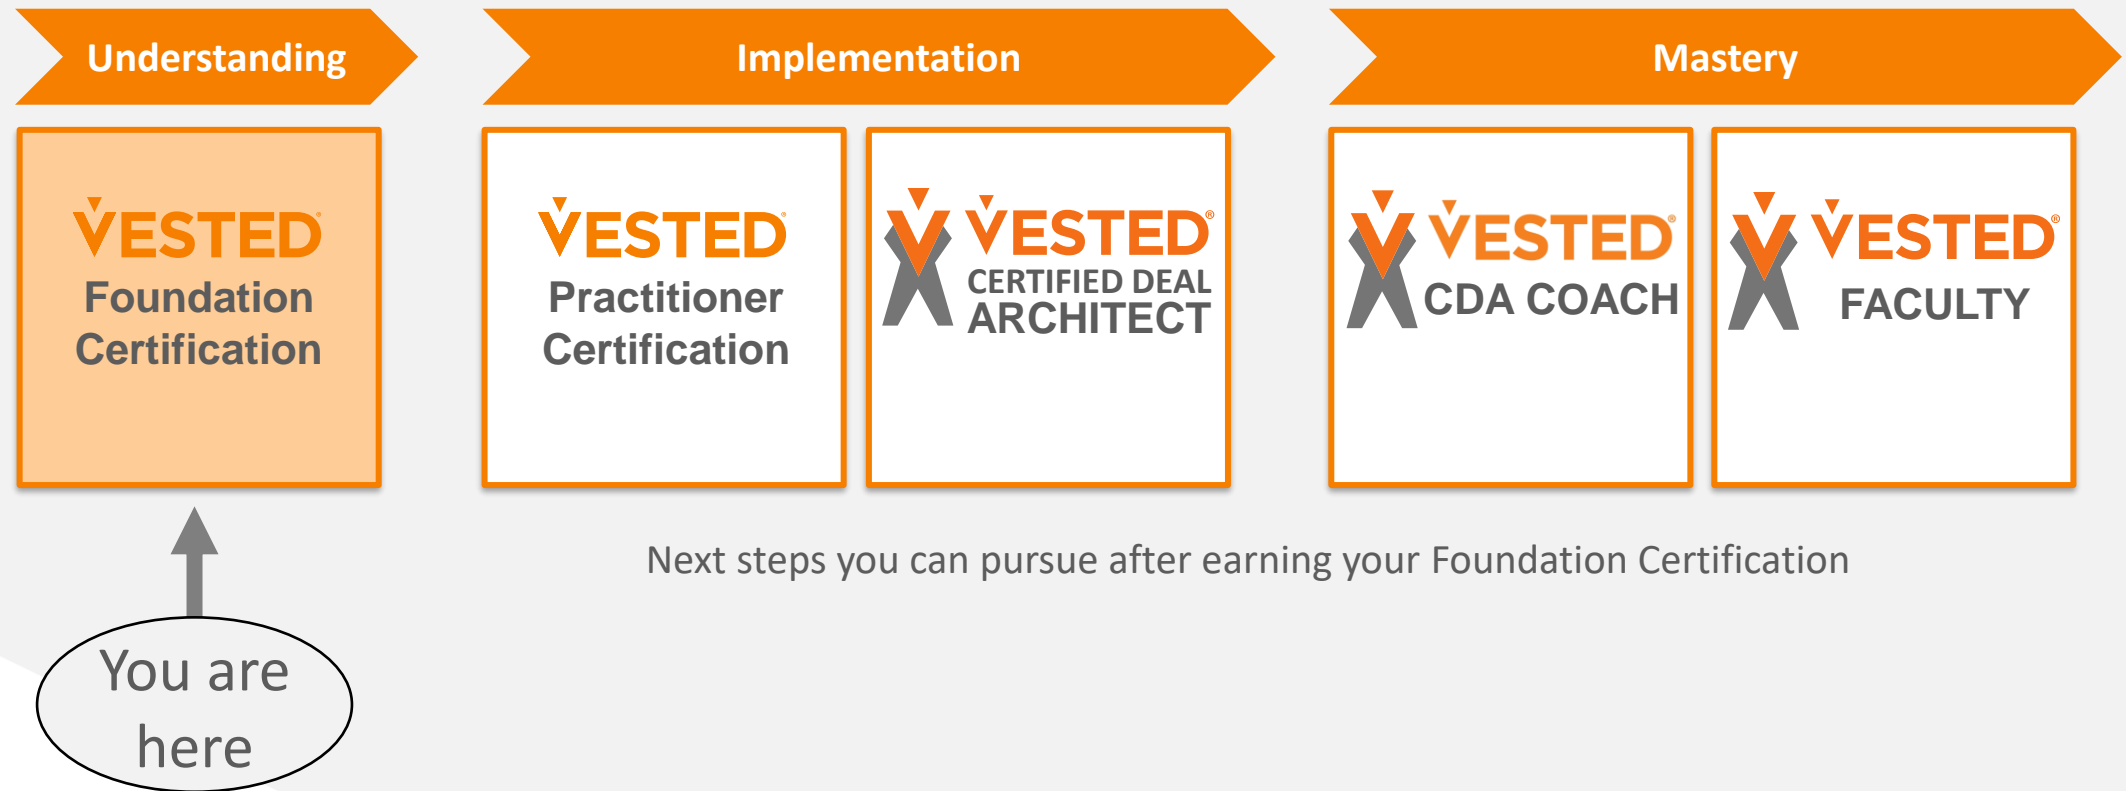 Understanding
Implementation
Mastery
VESTED®
Foundation
Certification
VESTED®
Practitioner
Certification
VESTED®
CERTIFIED DEAL
ARCHITECT
VESTED®
CDA COACH
VESTED®
FACULTY
Next steps you can pursue after earning your Foundation Certification
You are
here